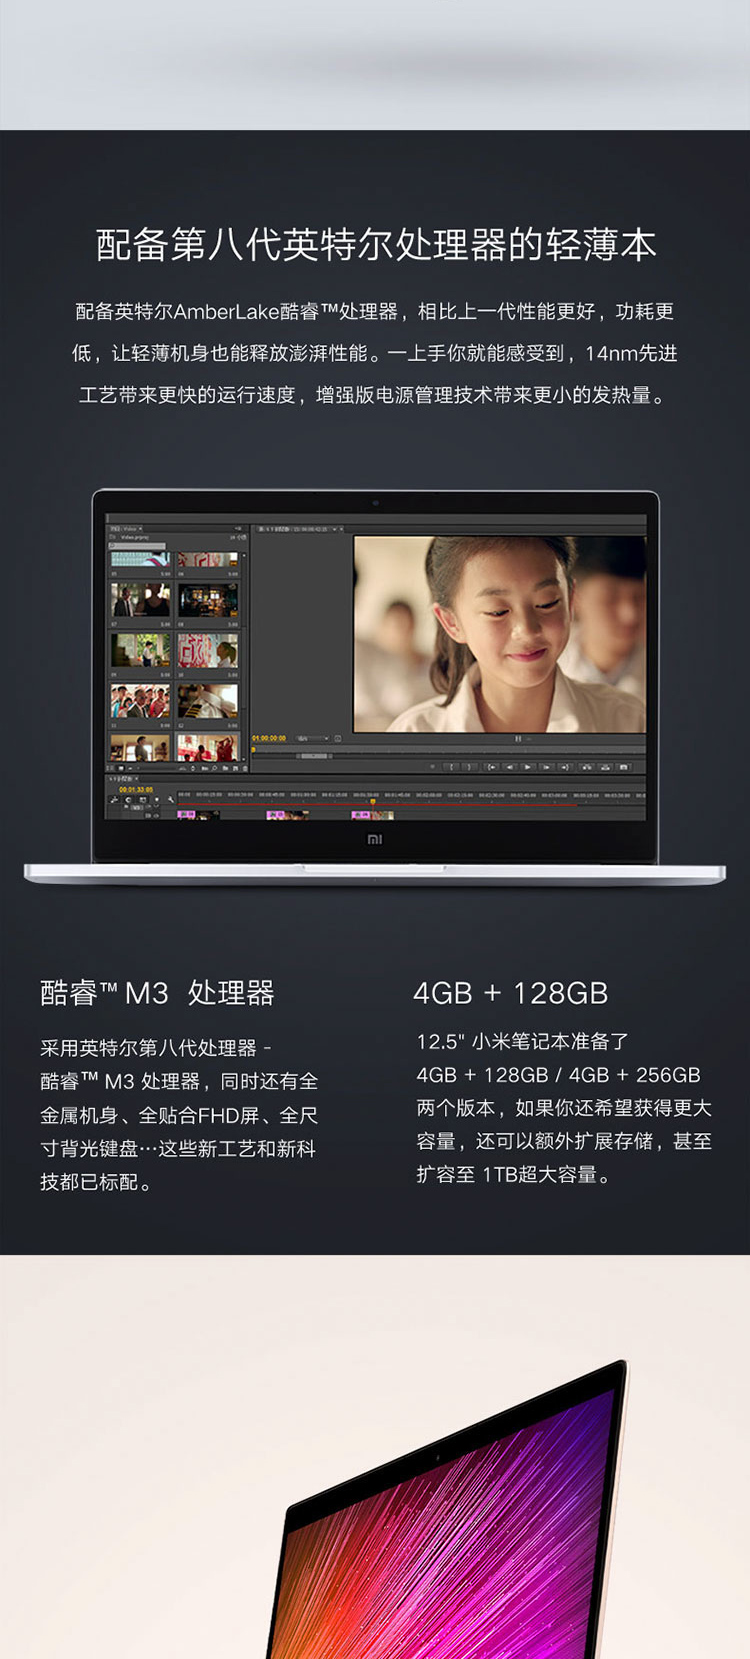 配备第八代英特尔处理器的轻薄本
配备英特尔AmberLake酷睿™处理器，相比上一代性能更好，功耗更
低，让轻薄机身也能释放澎湃性能。一上手你就能感受到，14nm先进
工艺带来更快的运行速度，增强版电源管理技术带来更小的发热量。
01:00:00:00
00:01:33:05
mi
酷睿™ M3 处理器
采用英特尔第八代处理器 -
酷睿™ M3 处理器，同时还有全
金属机身、全贴合FHD屏、全尺
寸背光键盘···这些新工艺和新科
技都已标配。
4GB + 128GB
12.5" 小米笔记本准备了
4GB + 128GB / 4GB + 256GB
两个版本，如果你还希望获得更大
容量，还可以额外扩展存储，甚至
扩容至 1TB超大容量。